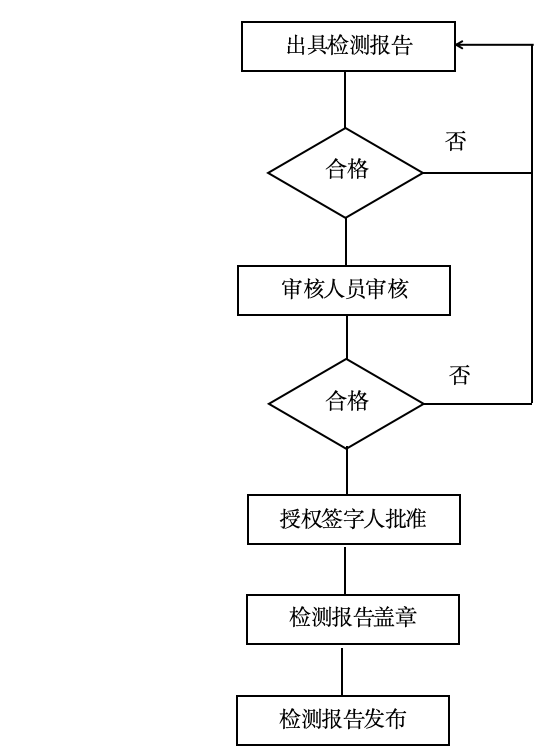 出具检测报告
否
合格
审核人员审核
否
合格
授权签字人批准
检测报告盖章
检测报告发布